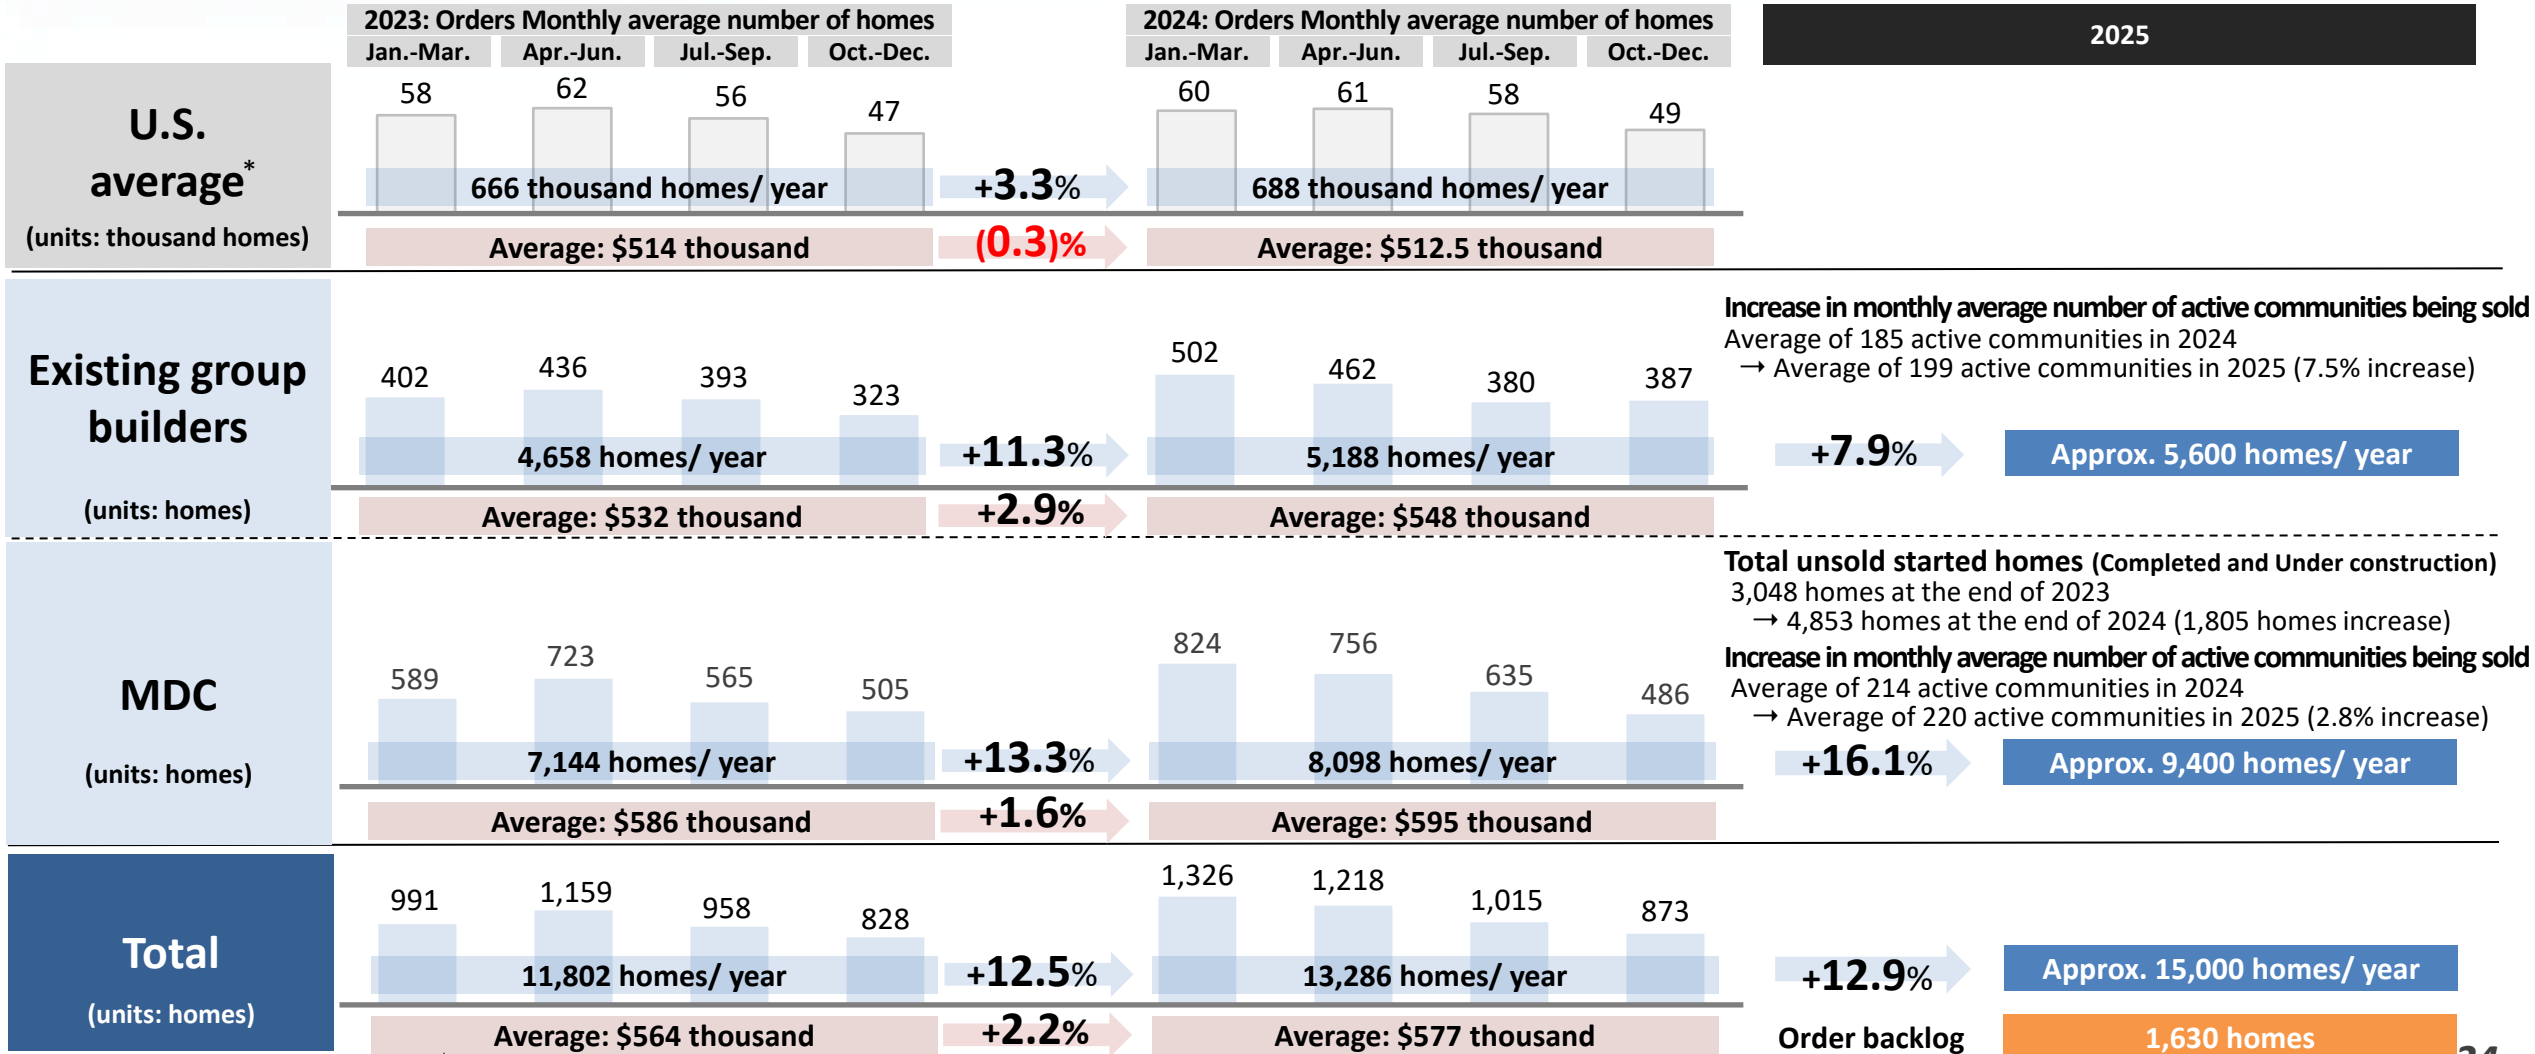 2023: Orders Monthly average number of homes
Jan.-Mar. Apr.-Jun. Jul.-Sep. Oct.-Dec.
2024: Orders Monthly average number of homes
Jan.-Mar. Apr.-Jun. Jul.-Sep. Oct.-Dec.
2025
U.S.
average*
(units: thousand homes)
58 62 56 47
666 thousand homes/ year
Average: $514 thousand
+3.3%
(0.3)%
60 61 58 49
688 thousand homes/ year
Average: $512.5 thousand
Existing group
builders
(units: homes)
402 436 393 323
4,658 homes/ year
Average: $532 thousand
+11.3%
+2.9%
502 462 380 387
5,188 homes/ year
Average: $548 thousand
Increase in monthly average number of active communities being sold
Average of 185 active communities in 2024
→ Average of 199 active communities in 2025 (7.5% increase)
+7.9%
Approx. 5,600 homes/ year
MDC
(units: homes)
589 723 565 505
7,144 homes/ year
Average: $586 thousand
+13.3%
+1.6%
824 756 635 486
8,098 homes/ year
Average: $595 thousand
Total unsold started homes (Completed and Under construction)
3,048 homes at the end of 2023
→ 4,853 homes at the end of 2024 (1,805 homes increase)
Increase in monthly average number of active communities being sold
Average of 214 active communities in 2024
→ Average of 220 active communities in 2025 (2.8% increase)
+16.1%
Approx. 9,400 homes/ year
Total
(units: homes)
991 1,159 958 828
11,802 homes/ year
Average: $564 thousand
+12.5%
+2.2%
1,326 1,218 1,015 873
13,286 homes/ year
Average: $577 thousand
+12.9%
Approx. 15,000 homes/ year
Order backlog
1,630 homes